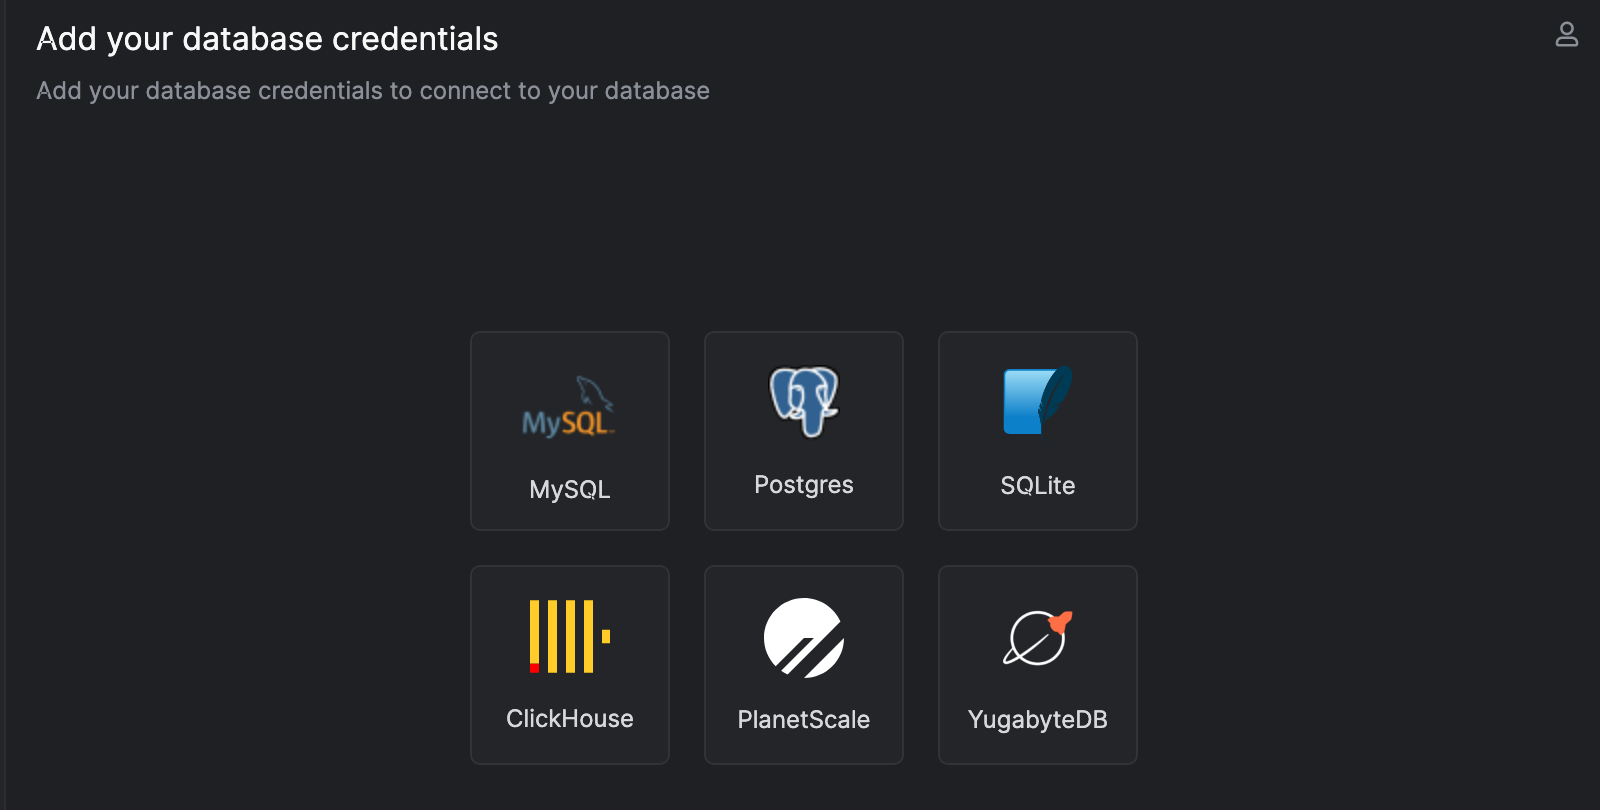 Add your database credentials
Add your database credentials to connect to your database
MySQL™
MySQL
Postgres
SQLite
ClickHouse
PlanetScale
YugabyteDB